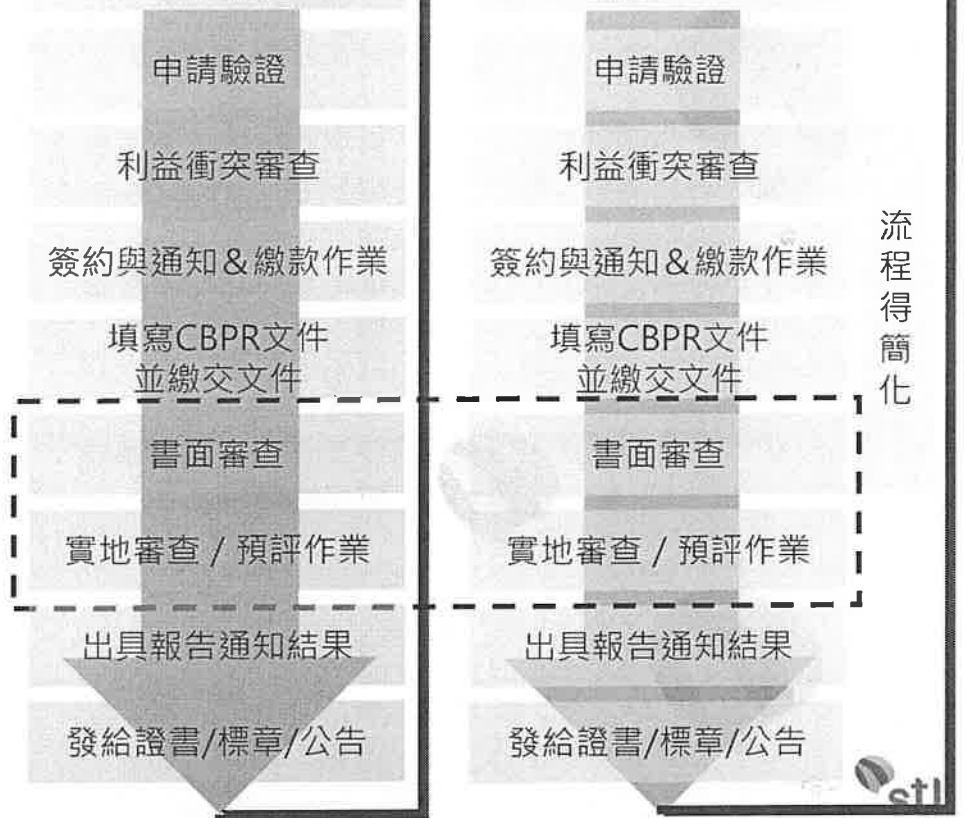 申請驗證
利益衝突審查
簽約與通知&繳款作業
填寫CBPR文件
並繳交文件
書面審查
實地審查 / 預評作業
出具報告通知結果
發給證書/標章/公告
申請驗證
利益衝突審查
簽約與通知&繳款作業
填寫CBPR文件
並繳交文件
書面審查
實地審查 / 預評作業
出具報告通知結果
發給證書/標章/公告
流程得簡化
stl